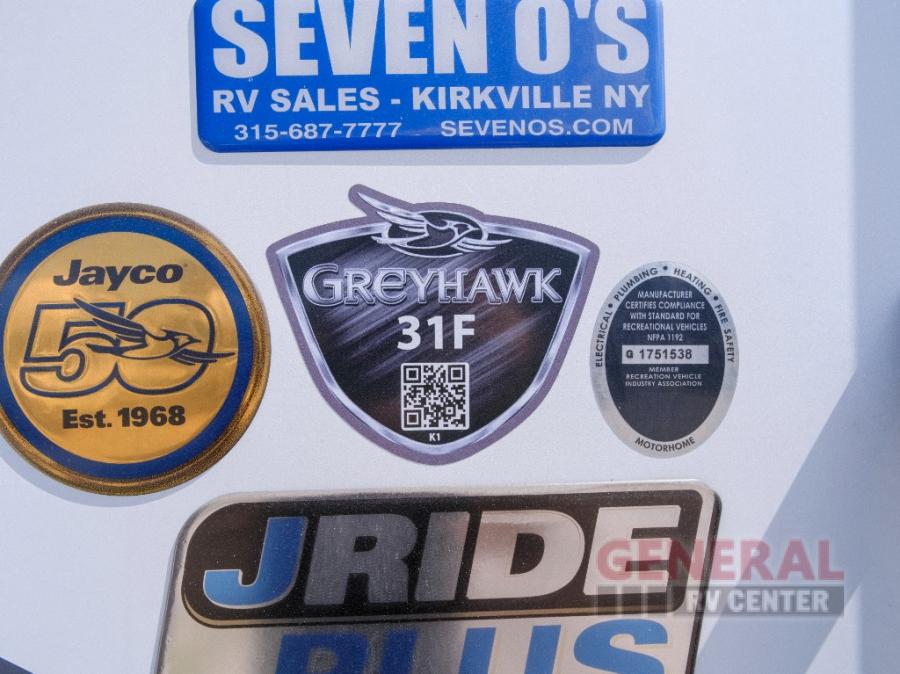 SEVEN O'S
RV SALES - KIRKVILLE NY
315-687-7777 SEVENOS.COM
Jayco
50
Est. 1968
GREYHAWK
31F
K1
ELECTRICAL • PLUMBING • HEATING • FIRE SAFETY
MANUFACTURER
CERTIFIES COMPLIANCE
WITH STANDARD FOR
RECREATIONAL VEHICLES
NFPA 1192
G 1751538
MEMBER
RECREATION VEHICLE
INDUSTRY ASSOCIATION
MOTORHOME
JRIDE
PLUS
GENERAL
RV CENTER